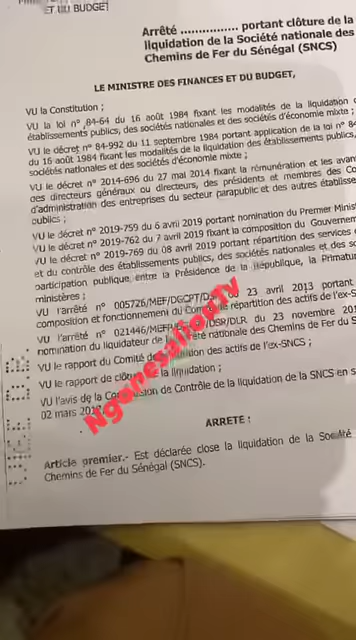 ET DU BUDGET
Arrêté ................ portant clôture de la
liquidation de la Société nationale des
Chemins de Fer du Sénégal (SNCS)
LE MINISTRE DES FINANCES ET DU BUDGET,
VU la Constitution ;
VU la loi n° 84-64 du 16 août 1984 fixant les modalités de la liquidation
établissements publics, des sociétés nationales et des sociétés d'économie mixte ;
VU le décret n° 84-992 du 11 septembre 1984 portant application de la loi n° 84
du 16 août 1984 fixant les modalités de la liquidation des établissements publics,
sociétés nationales et des sociétés d'économie mixte ;
VU le décret n° 2014-696 du 27 mai 2014 fixant la rémunération et les avan
des directeurs généraux ou directeurs, des présidents et membres des Co
d'administration des entreprises du secteur parapublic et des autres établisse
publics ;
VU le décret n° 2019-759 du 6 avril 2019 portant nomination du Premier Minist
VU le décret n° 2019-762 du 7 avril 2019 fixant la composition du Gouvernem
VU le décret n° 2019-769 du 08 avril 2019 portant répartition des services
et du contrôle des établissements publics, des sociétés nationales et des so
participation publique entre la Présidence de la République, la Primatur
ministères ;
VU l'arrêté n° 005726/MEF/DGCPT/DS 23 avril 2013 portant
composition et fonctionnement du Comité de répartition des actifs de l'ex-S
VU l'arrêté n° 021446/MEFP /DSR/DLR du 23 novembre 201
nomination du liquidateur de la Société nationale des Chemins de Fer du S
VU le rapport du Comité de des actifs de l'ex-SNCS ;
VU le rapport de clôture de la liquidation ;
VU l'avis de la Commission de Contrôle de la liquidation de la SNCS en s
02 mars
Nganesalioptv
ARRETE :
Article premier.- Est déclarée close la liquidation de la Société
Chemins de Fer du Sénégal (SNCS).